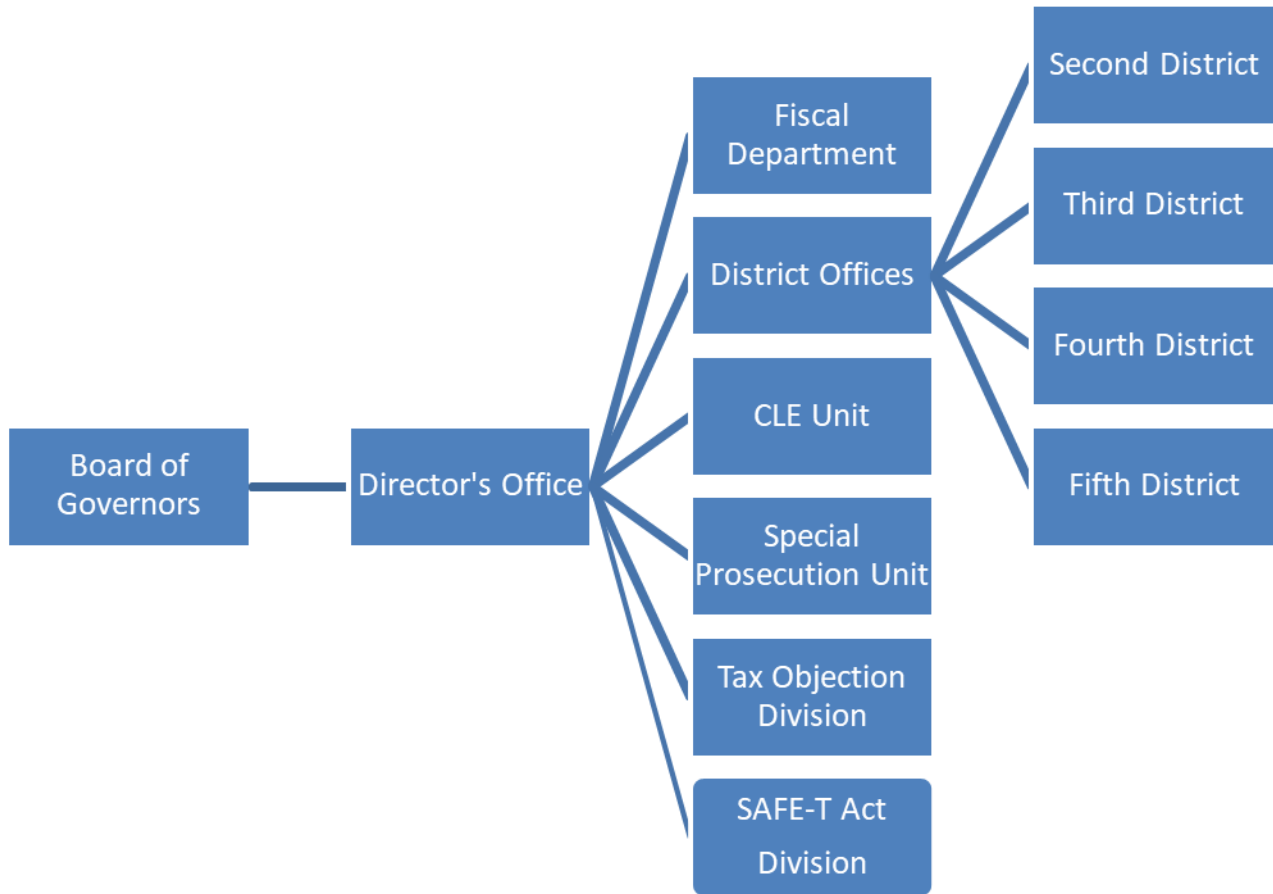 Board of
Governors
Director's Office
Fiscal
Department
District Offices
CLE Unit
Special
Prosecution Unit
Tax Objection
Division
SAFE-T Act
Division
Second District
Third District
Fourth District
Fifth District